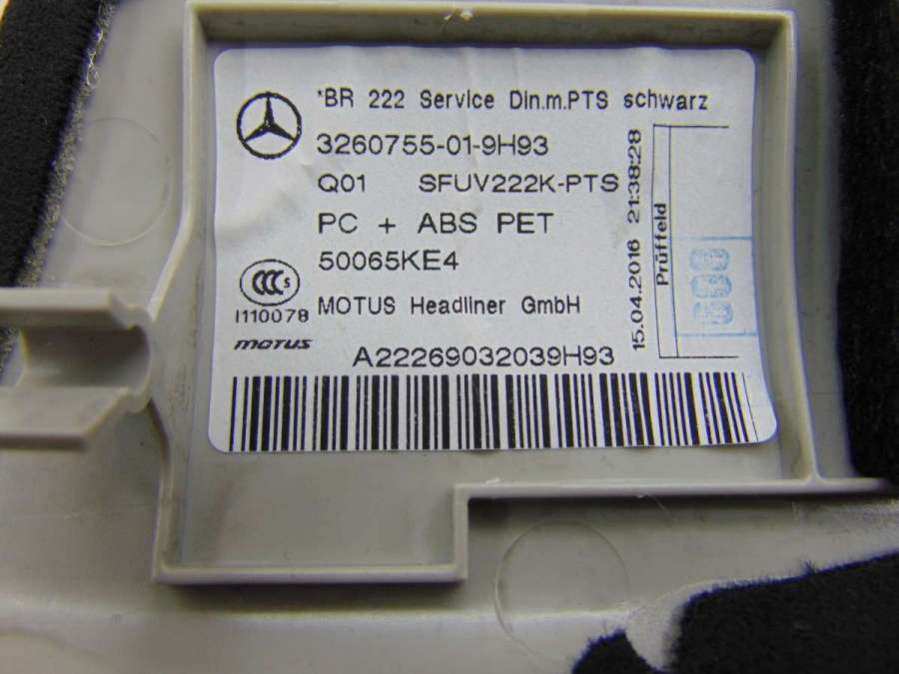 *BR 222 Service Din.m.PTS schwarz
3260755-01-9H93
Q01 SFUV222K-PTS
PC + ABS PET
50065KE4
CCC S
I110078
MOTUS Headliner GmbH
motus
A22269032039H93
15.04.2016 21:38:28
Prüffeld